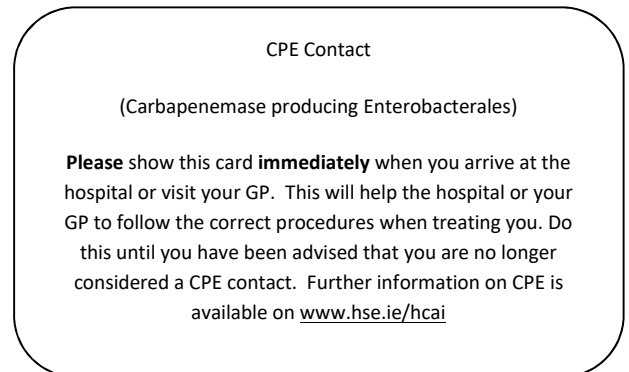 CPE Contact
(Carbapenemase producing Enterobacterales)
Please show this card immediately when you arrive at the
hospital or visit your GP.  This will help the hospital or your
GP to follow the correct procedures when treating you. Do
this until you have been advised that you are no longer
considered a CPE contact.  Further information on CPE is
available on www.hse.ie/hcai